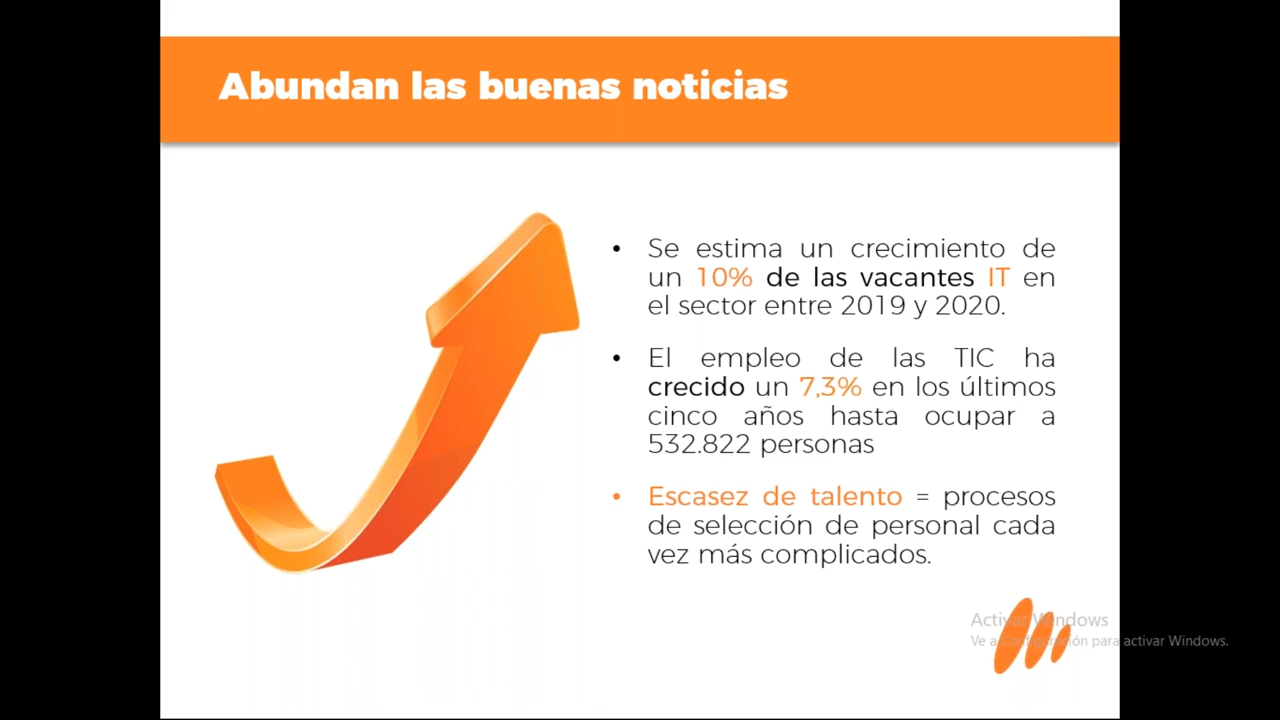 Abundan las buenas noticias
• Se estima un crecimiento de
un 10% de las vacantes IT en
el sector entre 2019 y 2020.
• El empleo de las TIC ha
crecido un 7,3% en los últimos
cinco años hasta ocupar a
532.822 personas
• Escasez de talento = procesos
de selección de personal cada
vez más complicados.
Activar Windows
Ve a Configuración para activar Windows.